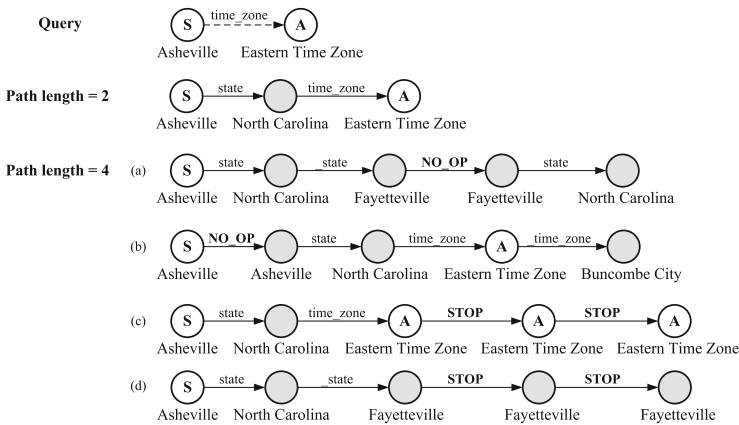 Query S time_zone A
Asheville Eastern Time Zone
Path length = 2 S state time_zone A
Asheville North Carolina Eastern Time Zone
Path length = 4 (a) S state _state NO_OP state
Asheville North Carolina Fayetteville Fayetteville North Carolina
(b) S NO_OP state time_zone A _time_zone
Asheville Asheville North Carolina Eastern Time Zone Buncombe City
(c) S state time_zone A STOP A STOP A
Asheville North Carolina Eastern Time Zone Eastern Time Zone Eastern Time Zone
(d) S state _state STOP STOP
Asheville North Carolina Fayetteville Fayetteville Fayetteville